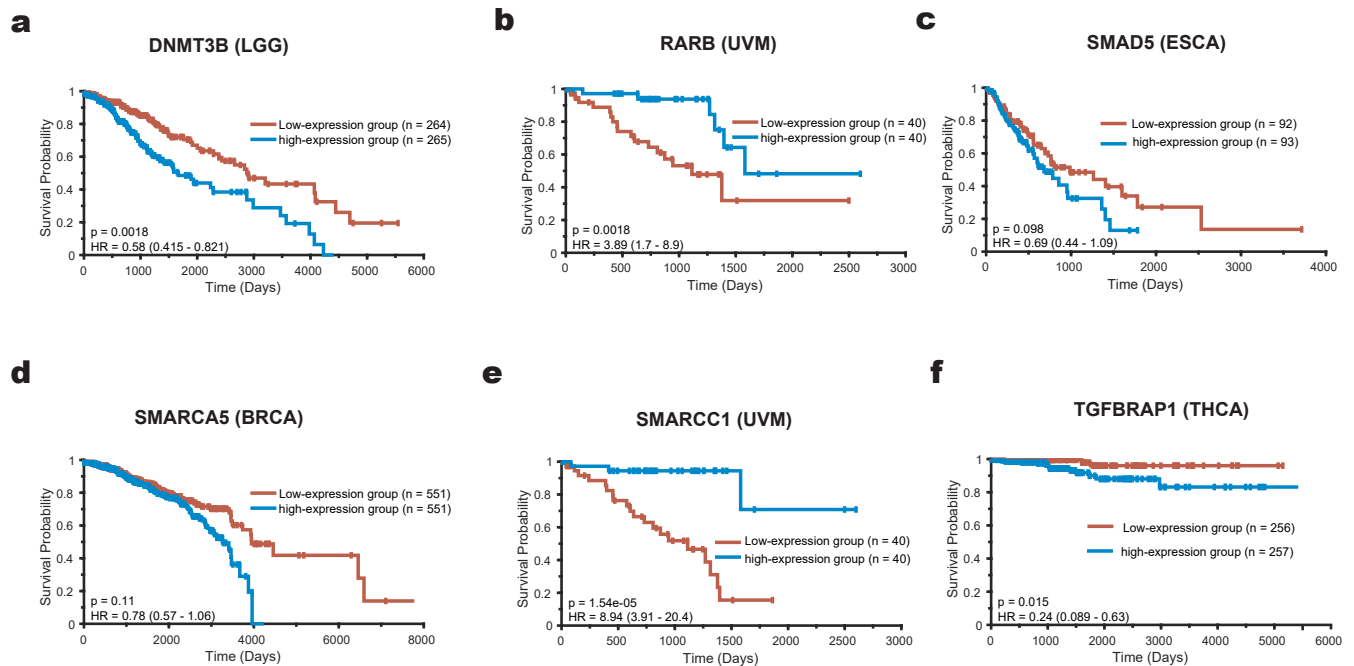 a
DNMT3B (LGG)
Survival Probability
1
0.8
0.6
0.4
0.2
0
Low-expression group (n = 264)
high-expression group (n = 265)
p = 0.0018
HR = 0.58 (0.415 - 0.821)
0 1000 2000 3000 4000 5000 6000
Time (Days)
b
RARB (UVM)
Survival Probability
1
0.8
0.6
0.4
0.2
0
Low-expression group (n = 40)
high-expression group (n = 40)
p = 0.0018
HR = 3.89 (1.7 - 8.9)
0 500 1000 1500 2000 2500 3000
Time (Days)
c
SMAD5 (ESCA)
Survival Probability
1
0.8
0.6
0.4
0.2
0
Low-expression group (n = 92)
high-expression group (n = 93)
p = 0.098
HR = 0.69 (0.44 - 1.09)
0 1000 2000 3000 4000
Time (Days)
d
SMARCA5 (BRCA)
Survival Probability
1
0.8
0.6
0.4
0.2
0
Low-expression group (n = 551)
high-expression group (n = 551)
p = 0.11
HR = 0.78 (0.57 - 1.06)
0 2000 4000 6000 8000
Time (Days)
e
SMARCC1 (UVM)
Survival Probability
1
0.8
0.6
0.4
0.2
0
Low-expression group (n = 40)
high-expression group (n = 40)
p = 1.54e-05
HR = 8.94 (3.91 - 20.4)
0 500 1000 1500 2000 2500 3000
Time (Days)
f
TGFBRAP1 (THCA)
Survival Probability
1
0.8
0.6
0.4
0.2
0
Low-expression group (n = 256)
high-expression group (n = 257)
p = 0.015
HR = 0.24 (0.089 - 0.63)
0 1000 2000 3000 4000 5000 6000
Time (Days)